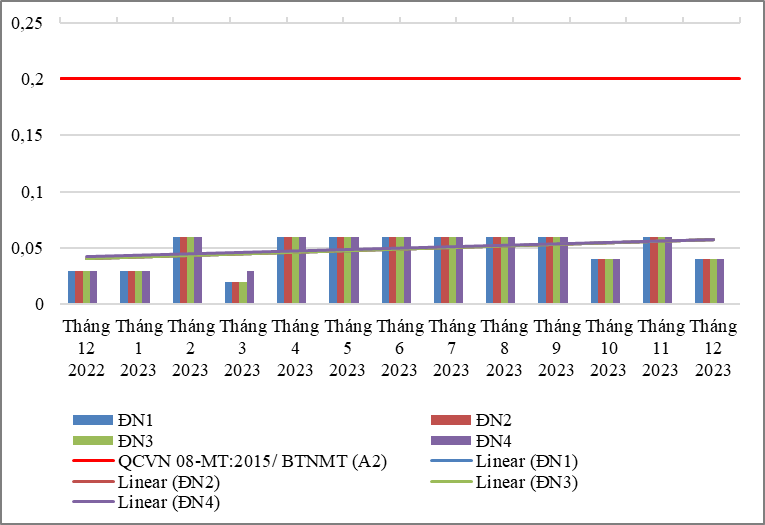 0,25
0,2
0,15
0,1
0,05
0
Tháng 12 2022
Tháng 1 2023
Tháng 2 2023
Tháng 3 2023
Tháng 4 2023
Tháng 5 2023
Tháng 6 2023
Tháng 7 2023
Tháng 8 2023
Tháng 9 2023
Tháng 10 2023
Tháng 11 2023
Tháng 12 2023
ĐN1
ĐN2
ĐN3
ĐN4
QCVN 08-MT:2015/ BTNMT (A2)
Linear (ĐN1)
Linear (ĐN2)
Linear (ĐN3)
Linear (ĐN4)